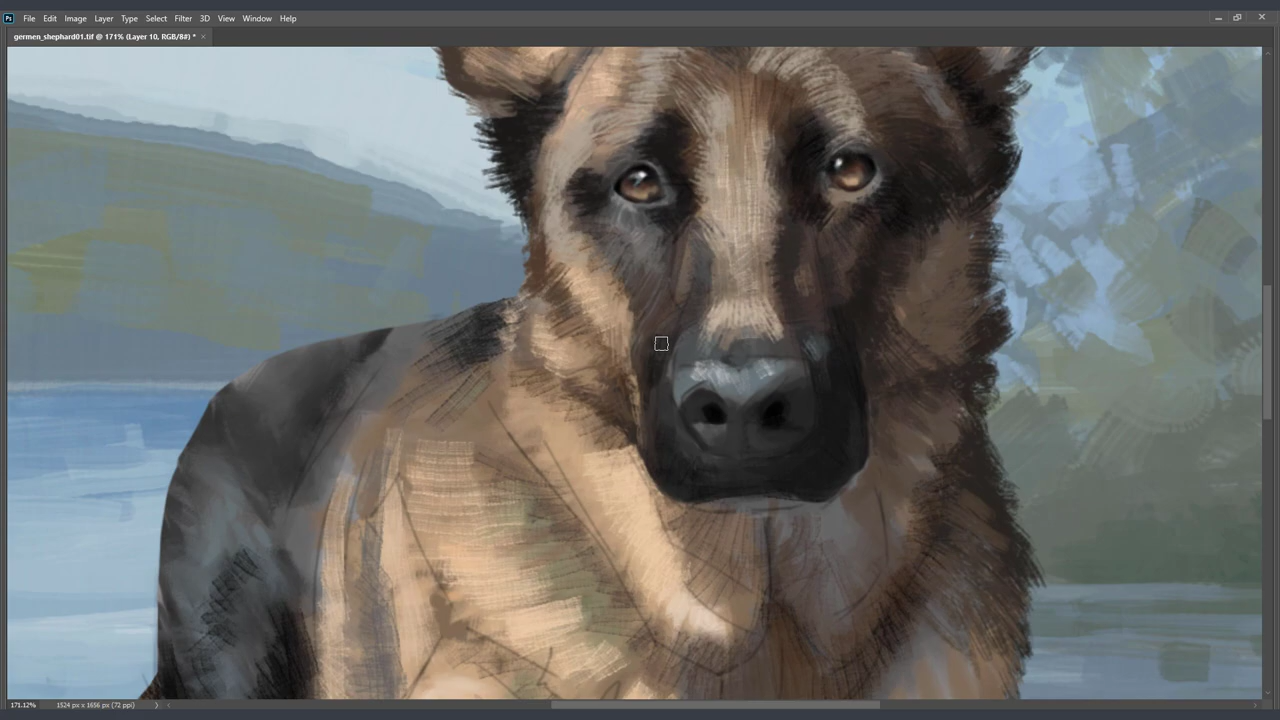 Ps File Edit Image Layer Type Select Filter 3D View Window Help
germen_shephard01.tif @ 171% (Layer 10, RGB/8#) * ×
171.12% 1524 px x 1656 px (72 ppi)